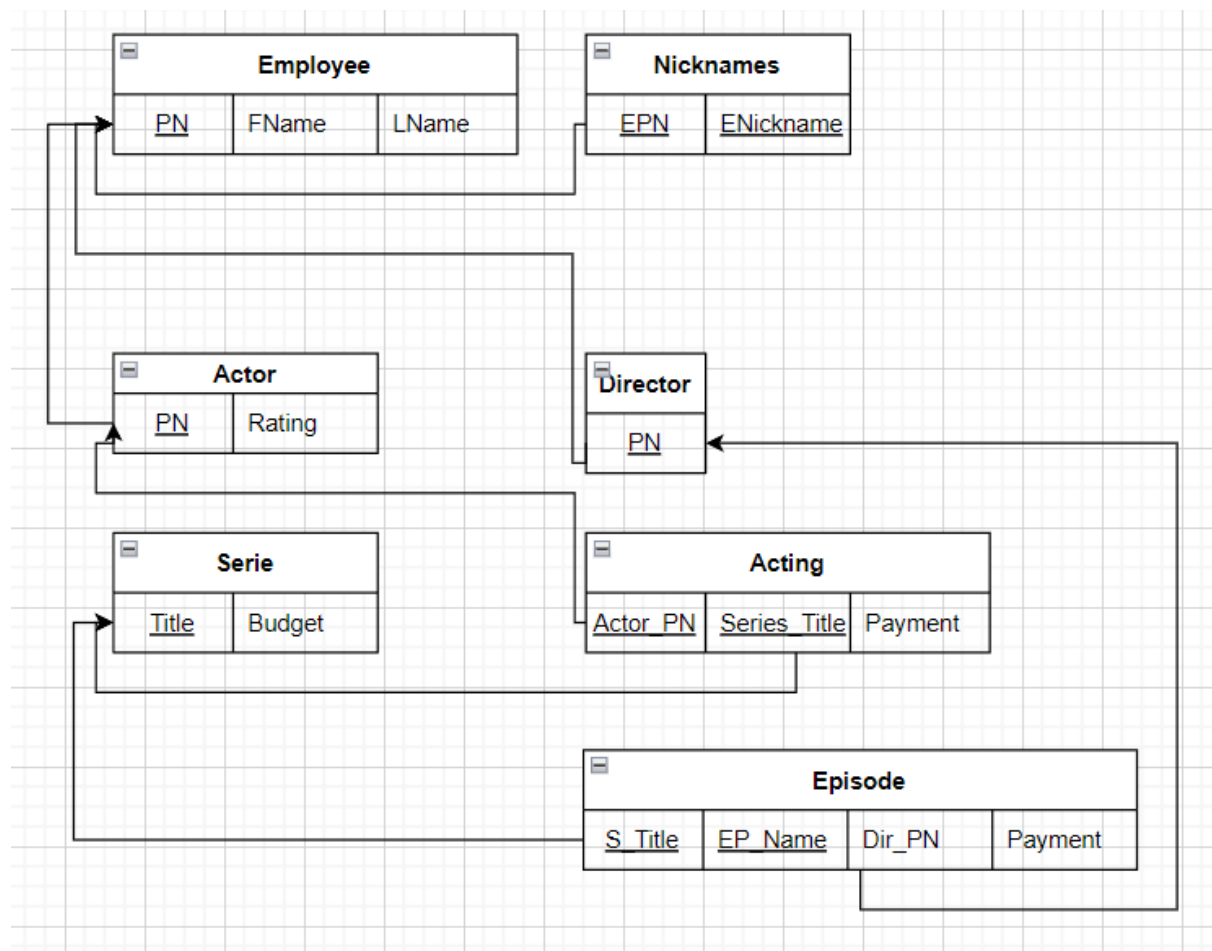 Employee
PN FName LName
Nicknames
EPN ENickname
Actor
PN Rating
Director
PN
Serie
Title Budget
Acting
Actor_PN Series_Title Payment
Episode
S_Title EP_Name Dir_PN Payment